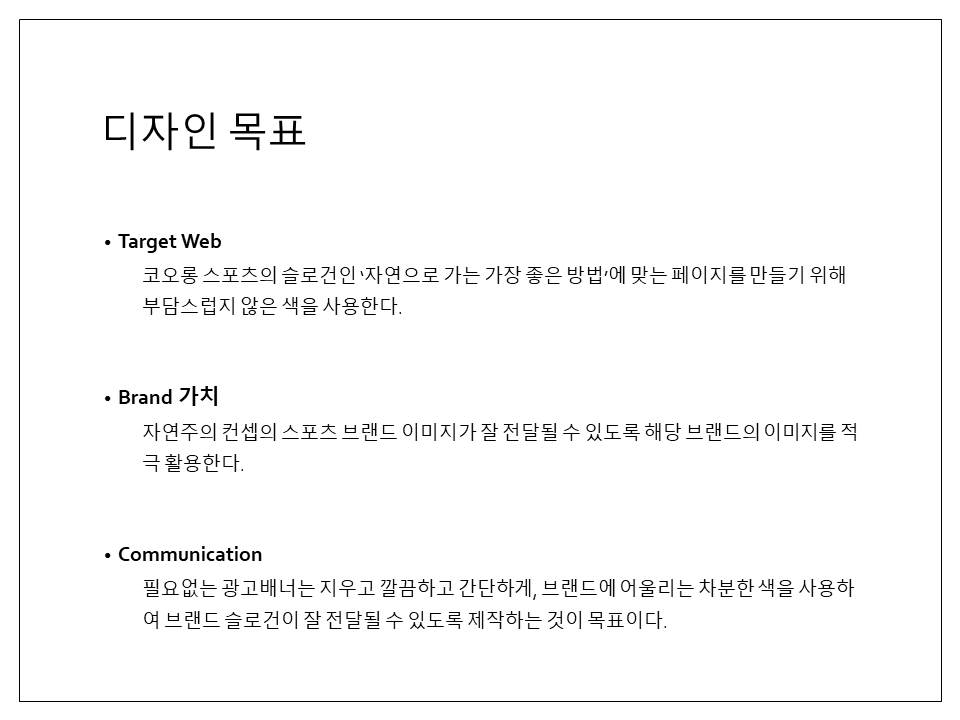 디자인 목표
• Target Web
코오롱 스포츠의 슬로건인 ‘자연으로 가는 가장 좋은 방법’에 맞는 페이지를 만들기 위해
부담스럽지 않은 색을 사용한다.
• Brand 가치
자연주의 컨셉의 스포츠 브랜드 이미지가 잘 전달될 수 있도록 해당 브랜드의 이미지를 적
극 활용한다.
• Communication
필요없는 광고배너는 지우고 깔끔하고 간단하게, 브랜드에 어울리는 차분한 색을 사용하
여 브랜드 슬로건이 잘 전달될 수 있도록 제작하는 것이 목표이다.